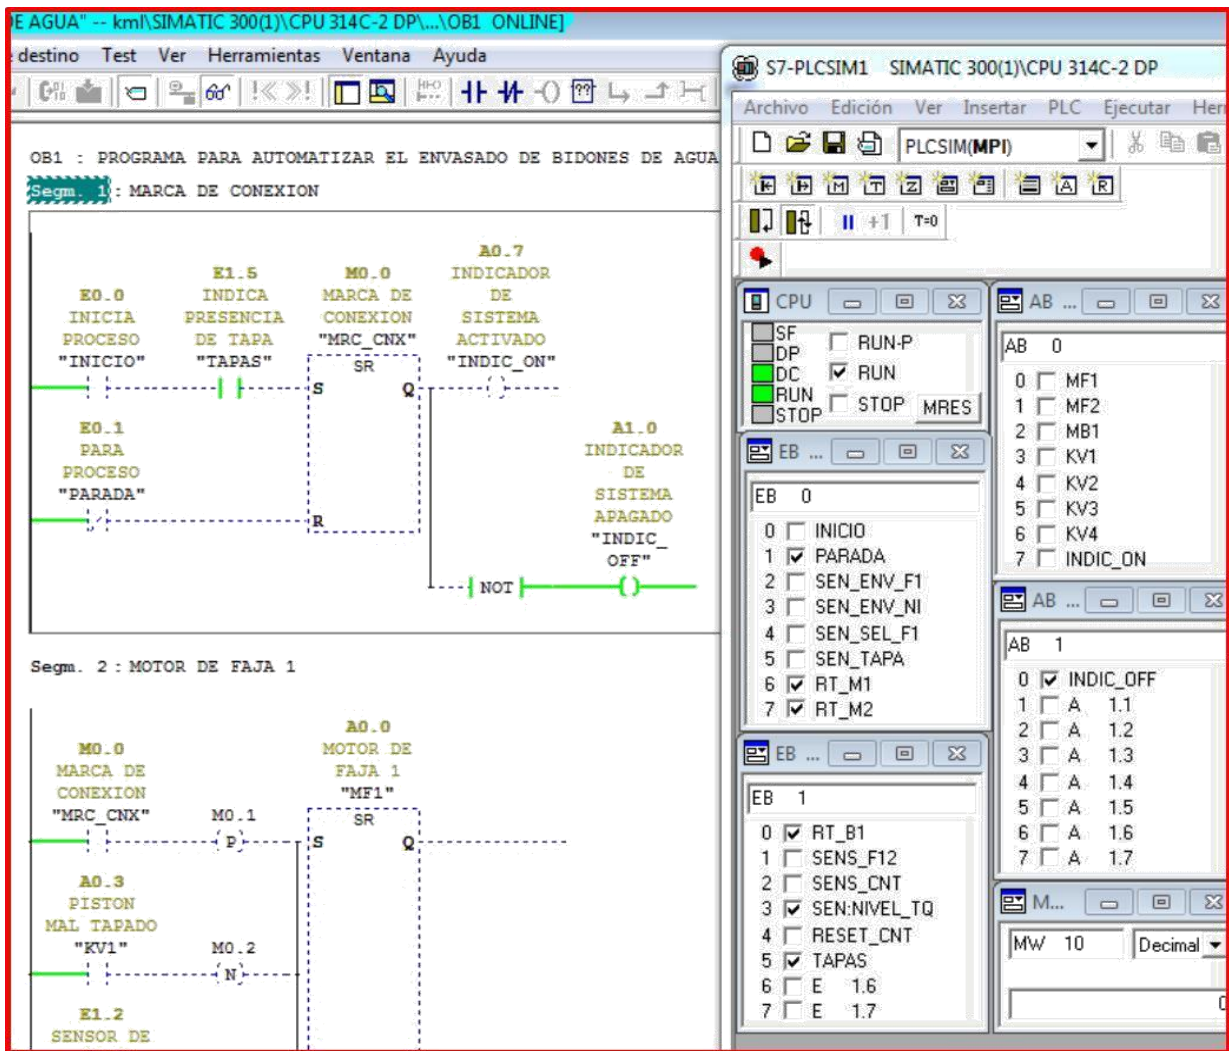 E AGUA" -- kml\SIMATIC 300(1)\CPU 314C-2 DP\...\OB1 ONLINE]
destino Test Ver Herramientas Ventana Ayuda
OB1 : PROGRAMA PARA AUTOMATIZAR EL ENVASADO DE BIDONES DE AGUA
Segm. 1 : MARCA DE CONEXION
E0.0
INICIA
PROCESO
"INICIO"
E1.5
INDICA
PRESENCIA
DE TAPA
"TAPAS"
M0.0
MARCA DE
CONEXION
"MRC_CNX"
SR
S
Q
R
A0.7
INDICADOR
DE
SISTEMA
ACTIVADO
"INDIC_ON"
E0.1
PARA
PROCESO
"PARADA"
A1.0
INDICADOR
DE
SISTEMA
APAGADO
"INDIC_
OFF"
NOT
Segm. 2 : MOTOR DE FAJA 1
M0.0
MARCA DE
CONEXION
"MRC_CNX"
M0.1
P
A0.0
MOTOR DE
FAJA 1
"MF1"
SR
S
Q
A0.3
PISTON
MAL TAPADO
"KV1"
M0.2
N
E1.2
SENSOR DE
S7-PLCSIM1 SIMATIC 300(1)\CPU 314C-2 DP
Archivo Edición Ver Insertar PLC Ejecutar Her
PLCSIM(MPI)
+1 T=0
CPU
SF
DP
DC
RUN
STOP
RUN-P
RUN
STOP
MRES
EB ...
EB 0
0 INICIO
1 PARADA
2 SEN_ENV_F1
3 SEN_ENV_NI
4 SEN_SEL_F1
5 SEN_TAPA
6 RT_M1
7 RT_M2
EB ...
EB 1
0 RT_B1
1 SENS_F12
2 SENS_CNT
3 SEN:NIVEL_TQ
4 RESET_CNT
5 TAPAS
6 E 1.6
7 E 1.7
AB ...
AB 0
0 MF1
1 MF2
2 MB1
3 KV1
4 KV2
5 KV3
6 KV4
7 INDIC_ON
AB ...
AB 1
0 INDIC_OFF
1 A 1.1
2 A 1.2
3 A 1.3
4 A 1.4
5 A 1.5
6 A 1.6
7 A 1.7
M...
MW 10 Decimal
0